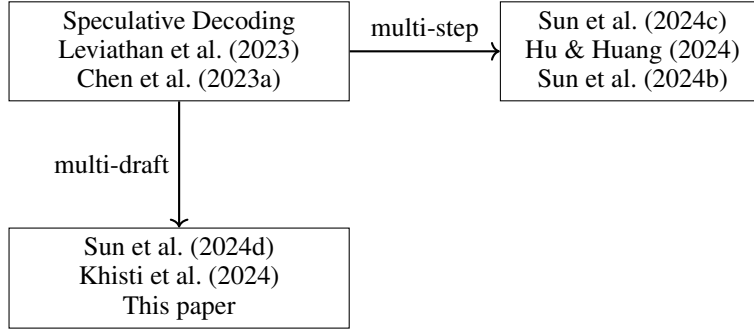 Speculative Decoding
Leviathan et al. (2023)
Chen et al. (2023a)
multi-step
Sun et al. (2024c)
Hu & Huang (2024)
Sun et al. (2024b)
multi-draft
Sun et al. (2024d)
Khisti et al. (2024)
This paper